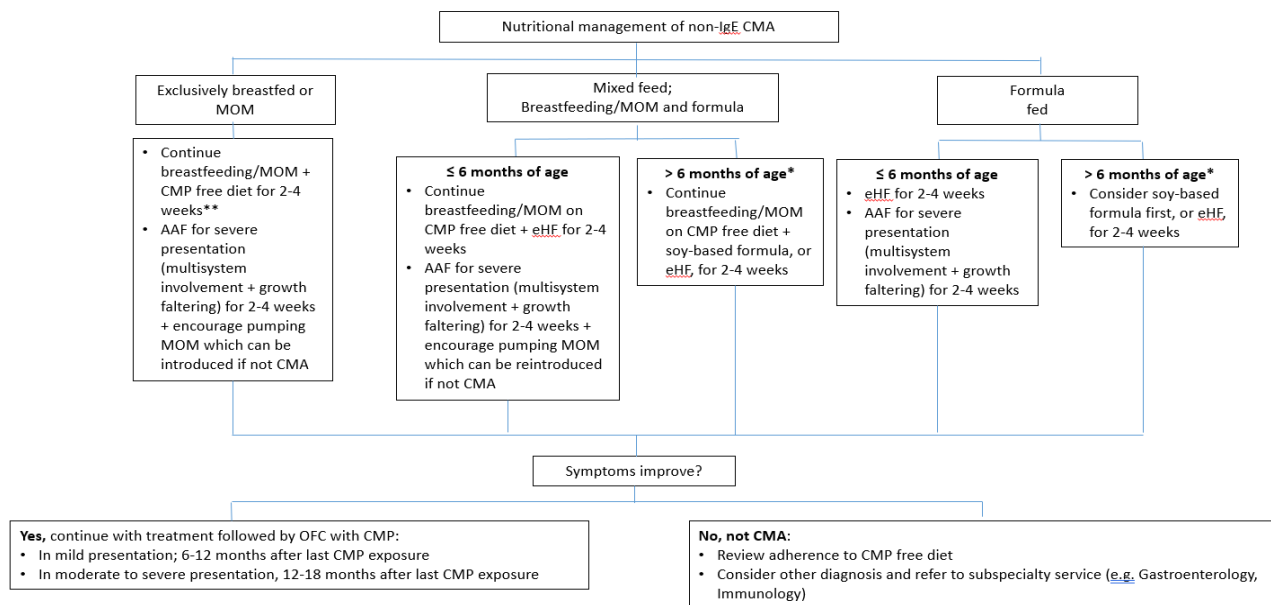 Nutritional management of non-IgE CMA
Exclusively breastfed or
MOM
Mixed feed;
Breastfeeding/MOM and formula
Formula
fed
• Continue
breastfeeding/MOM +
CMP free diet for 2-4
weeks**
• AAF for severe
presentation
(multisystem
involvement + growth
faltering) for 2-4 weeks
+ encourage pumping
MOM which can be
introduced if not CMA
≤ 6 months of age
• Continue
breastfeeding/MOM on
CMP free diet + eHF for 2-4
weeks
• AAF for severe
presentation (multisystem
involvement + growth
faltering) for 2-4 weeks +
encourage pumping MOM
which can be reintroduced
if not CMA
> 6 months of age*
• Continue
breastfeeding/MOM
on CMP free diet +
soy-based formula, or
eHF, for 2-4 weeks
≤ 6 months of age
• eHF for 2-4 weeks
• AAF for severe
presentation
(multisystem
involvement + growth
faltering) for 2-4 weeks
> 6 months of age*
• Consider soy-based
formula first, or eHF,
for 2-4 weeks
Symptoms improve?
Yes, continue with treatment followed by OFC with CMP:
• In mild presentation; 6-12 months after last CMP exposure
• In moderate to severe presentation, 12-18 months after last CMP exposure
No, not CMA:
• Review adherence to CMP free diet
• Consider other diagnosis and refer to subspecialty service (e.g. Gastroenterology,
Immunology)